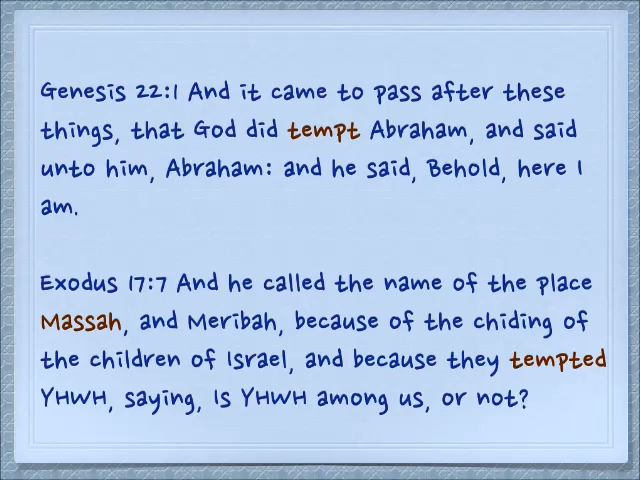 Genesis 22:1 And it came to pass after these
things, that God did tempt Abraham, and said
unto him, Abraham: and he said, Behold, here I
am.
Exodus 17:7 And he called the name of the place
Massah, and Meribah, because of the chiding of
the children of Israel, and because they tempted
YHWH, saying, Is YHWH among us, or not?